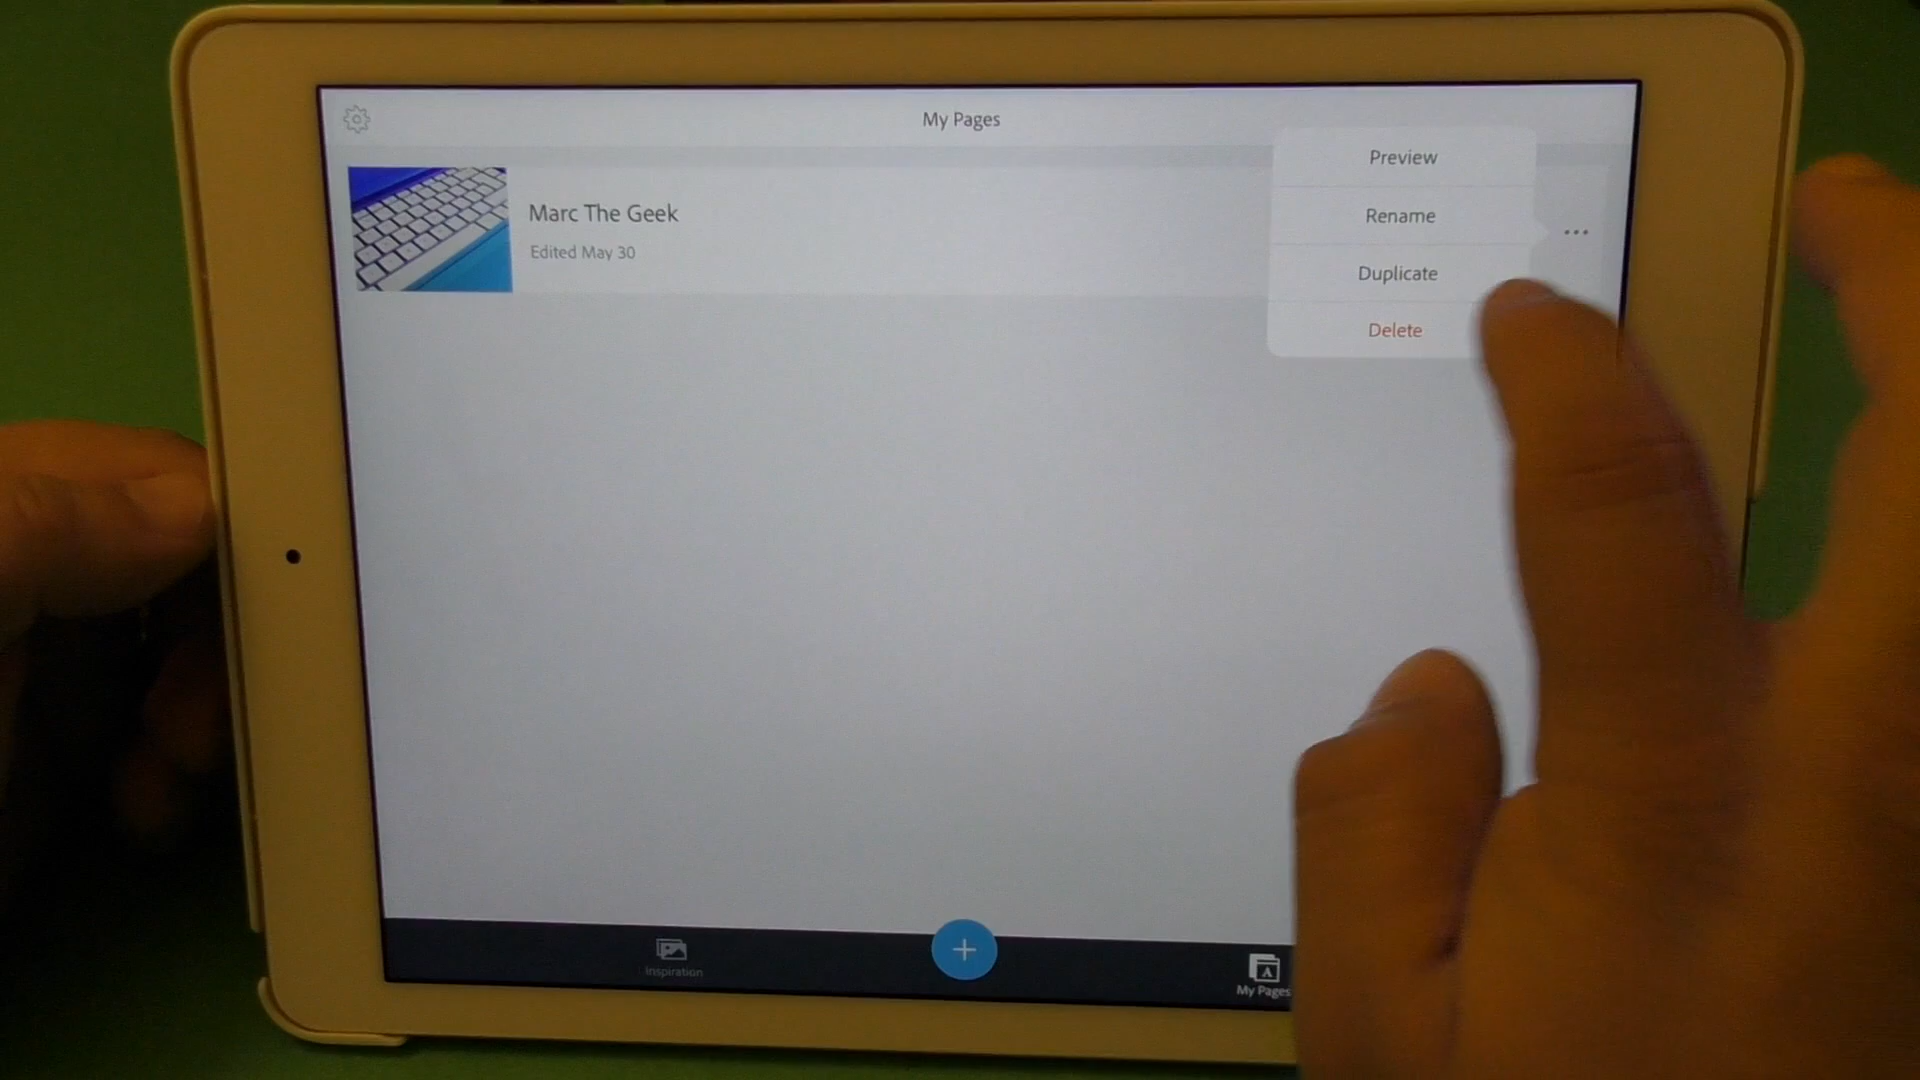 My Pages
Preview
Marc The Geek
Rename
Edited May 30
Duplicate
Delete
Inspiration
My Pages